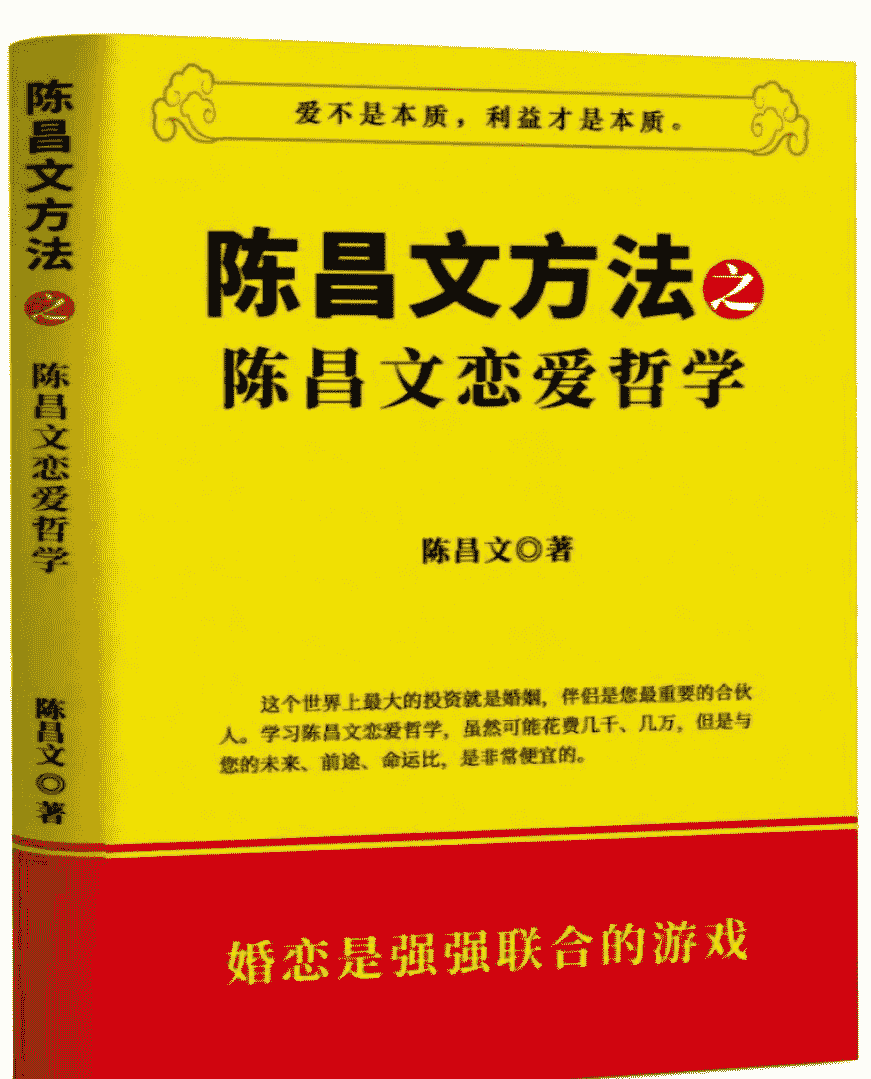 爱不是本质，利益才是本质。
陈昌文方法之
陈昌文恋爱哲学
陈昌文◎著
这个世界上最大的投资就是婚姻，伴侣是您最重要的合伙
人。学习陈昌文恋爱哲学，虽然可能花费几千、几万，但是与
您的未来、前途、命运比，是非常便宜的。
婚恋是强强联合的游戏
陈昌文方法之
陈昌文恋爱哲学
陈昌文◎著